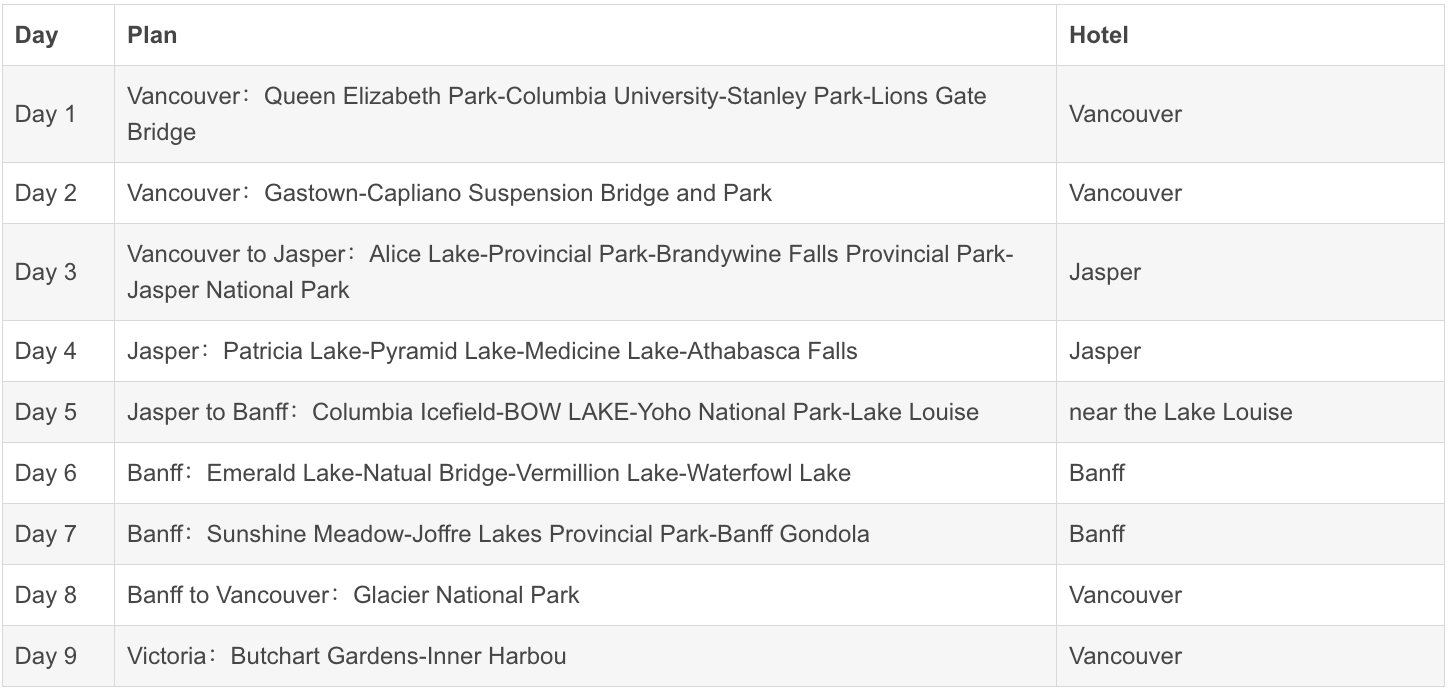 Day Plan Hotel
Day 1 Vancouver：Queen Elizabeth Park-Columbia University-Stanley Park-Lions Gate
Bridge Vancouver
Day 2 Vancouver：Gastown-Capliano Suspension Bridge and Park Vancouver
Day 3 Vancouver to Jasper：Alice Lake-Provincial Park-Brandywine Falls Provincial Park-
Jasper National Park Jasper
Day 4 Jasper：Patricia Lake-Pyramid Lake-Medicine Lake-Athabasca Falls Jasper
Day 5 Jasper to Banff：Columbia Icefield-BOW LAKE-Yoho National Park-Lake Louise near the Lake Louise
Day 6 Banff：Emerald Lake-Natual Bridge-Vermillion Lake-Waterfowl Lake Banff
Day 7 Banff：Sunshine Meadow-Joffre Lakes Provincial Park-Banff Gondola Banff
Day 8 Banff to Vancouver：Glacier National Park Vancouver
Day 9 Victoria：Butchart Gardens-Inner Harbou Vancouver